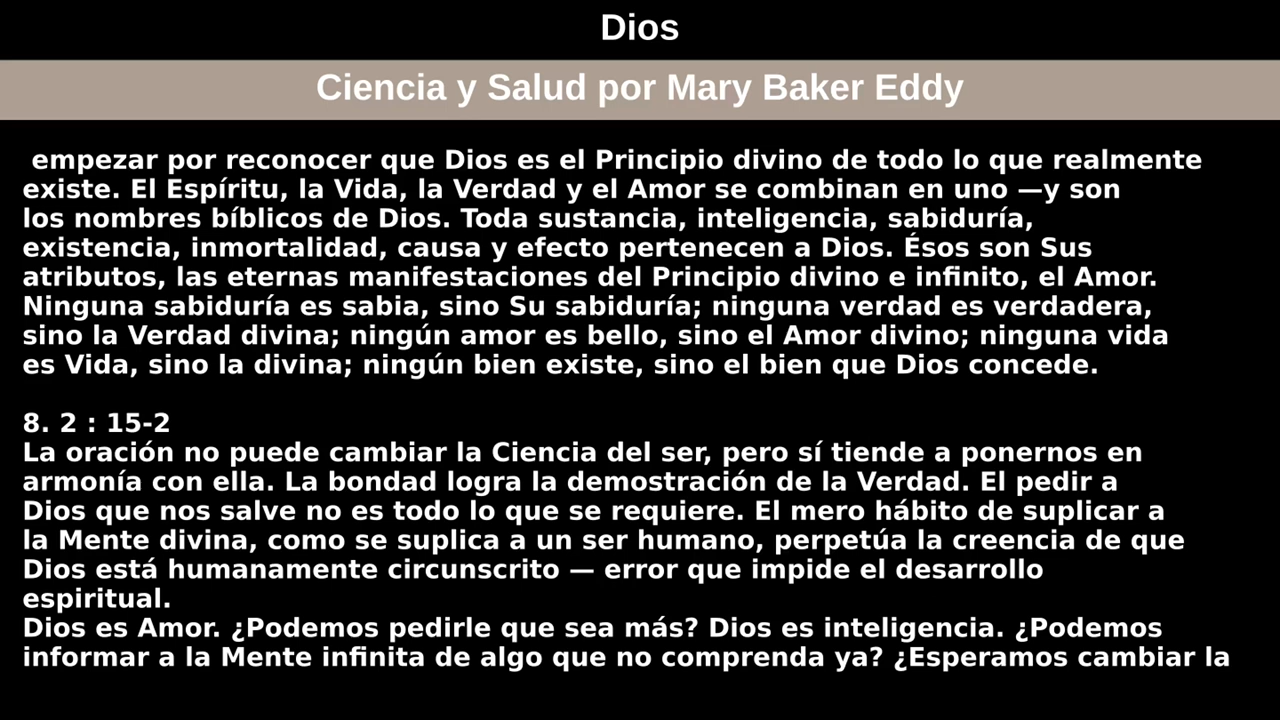 Dios
Ciencia y Salud por Mary Baker Eddy
empezar por reconocer que Dios es el Principio divino de todo lo que realmente
existe. El Espíritu, la Vida, la Verdad y el Amor se combinan en uno —y son
los nombres bíblicos de Dios. Toda sustancia, inteligencia, sabiduría,
existencia, inmortalidad, causa y efecto pertenecen a Dios. Ésos son Sus
atributos, las eternas manifestaciones del Principio divino e infinito, el Amor.
Ninguna sabiduría es sabia, sino Su sabiduría; ninguna verdad es verdadera,
sino la Verdad divina; ningún amor es bello, sino el Amor divino; ninguna vida
es Vida, sino la divina; ningún bien existe, sino el bien que Dios concede.
8. 2 : 15-2
La oración no puede cambiar la Ciencia del ser, pero sí tiende a ponernos en
armonía con ella. La bondad logra la demostración de la Verdad. El pedir a
Dios que nos salve no es todo lo que se requiere. El mero hábito de suplicar a
la Mente divina, como se suplica a un ser humano, perpetúa la creencia de que
Dios está humanamente circunscrito — error que impide el desarrollo
espiritual.
Dios es Amor. ¿Podemos pedirle que sea más? Dios es inteligencia. ¿Podemos
informar a la Mente infinita de algo que no comprenda ya? ¿Esperamos cambiar la